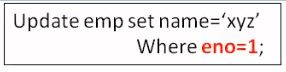 Update emp set name=‘xyz’
Where eno=1;